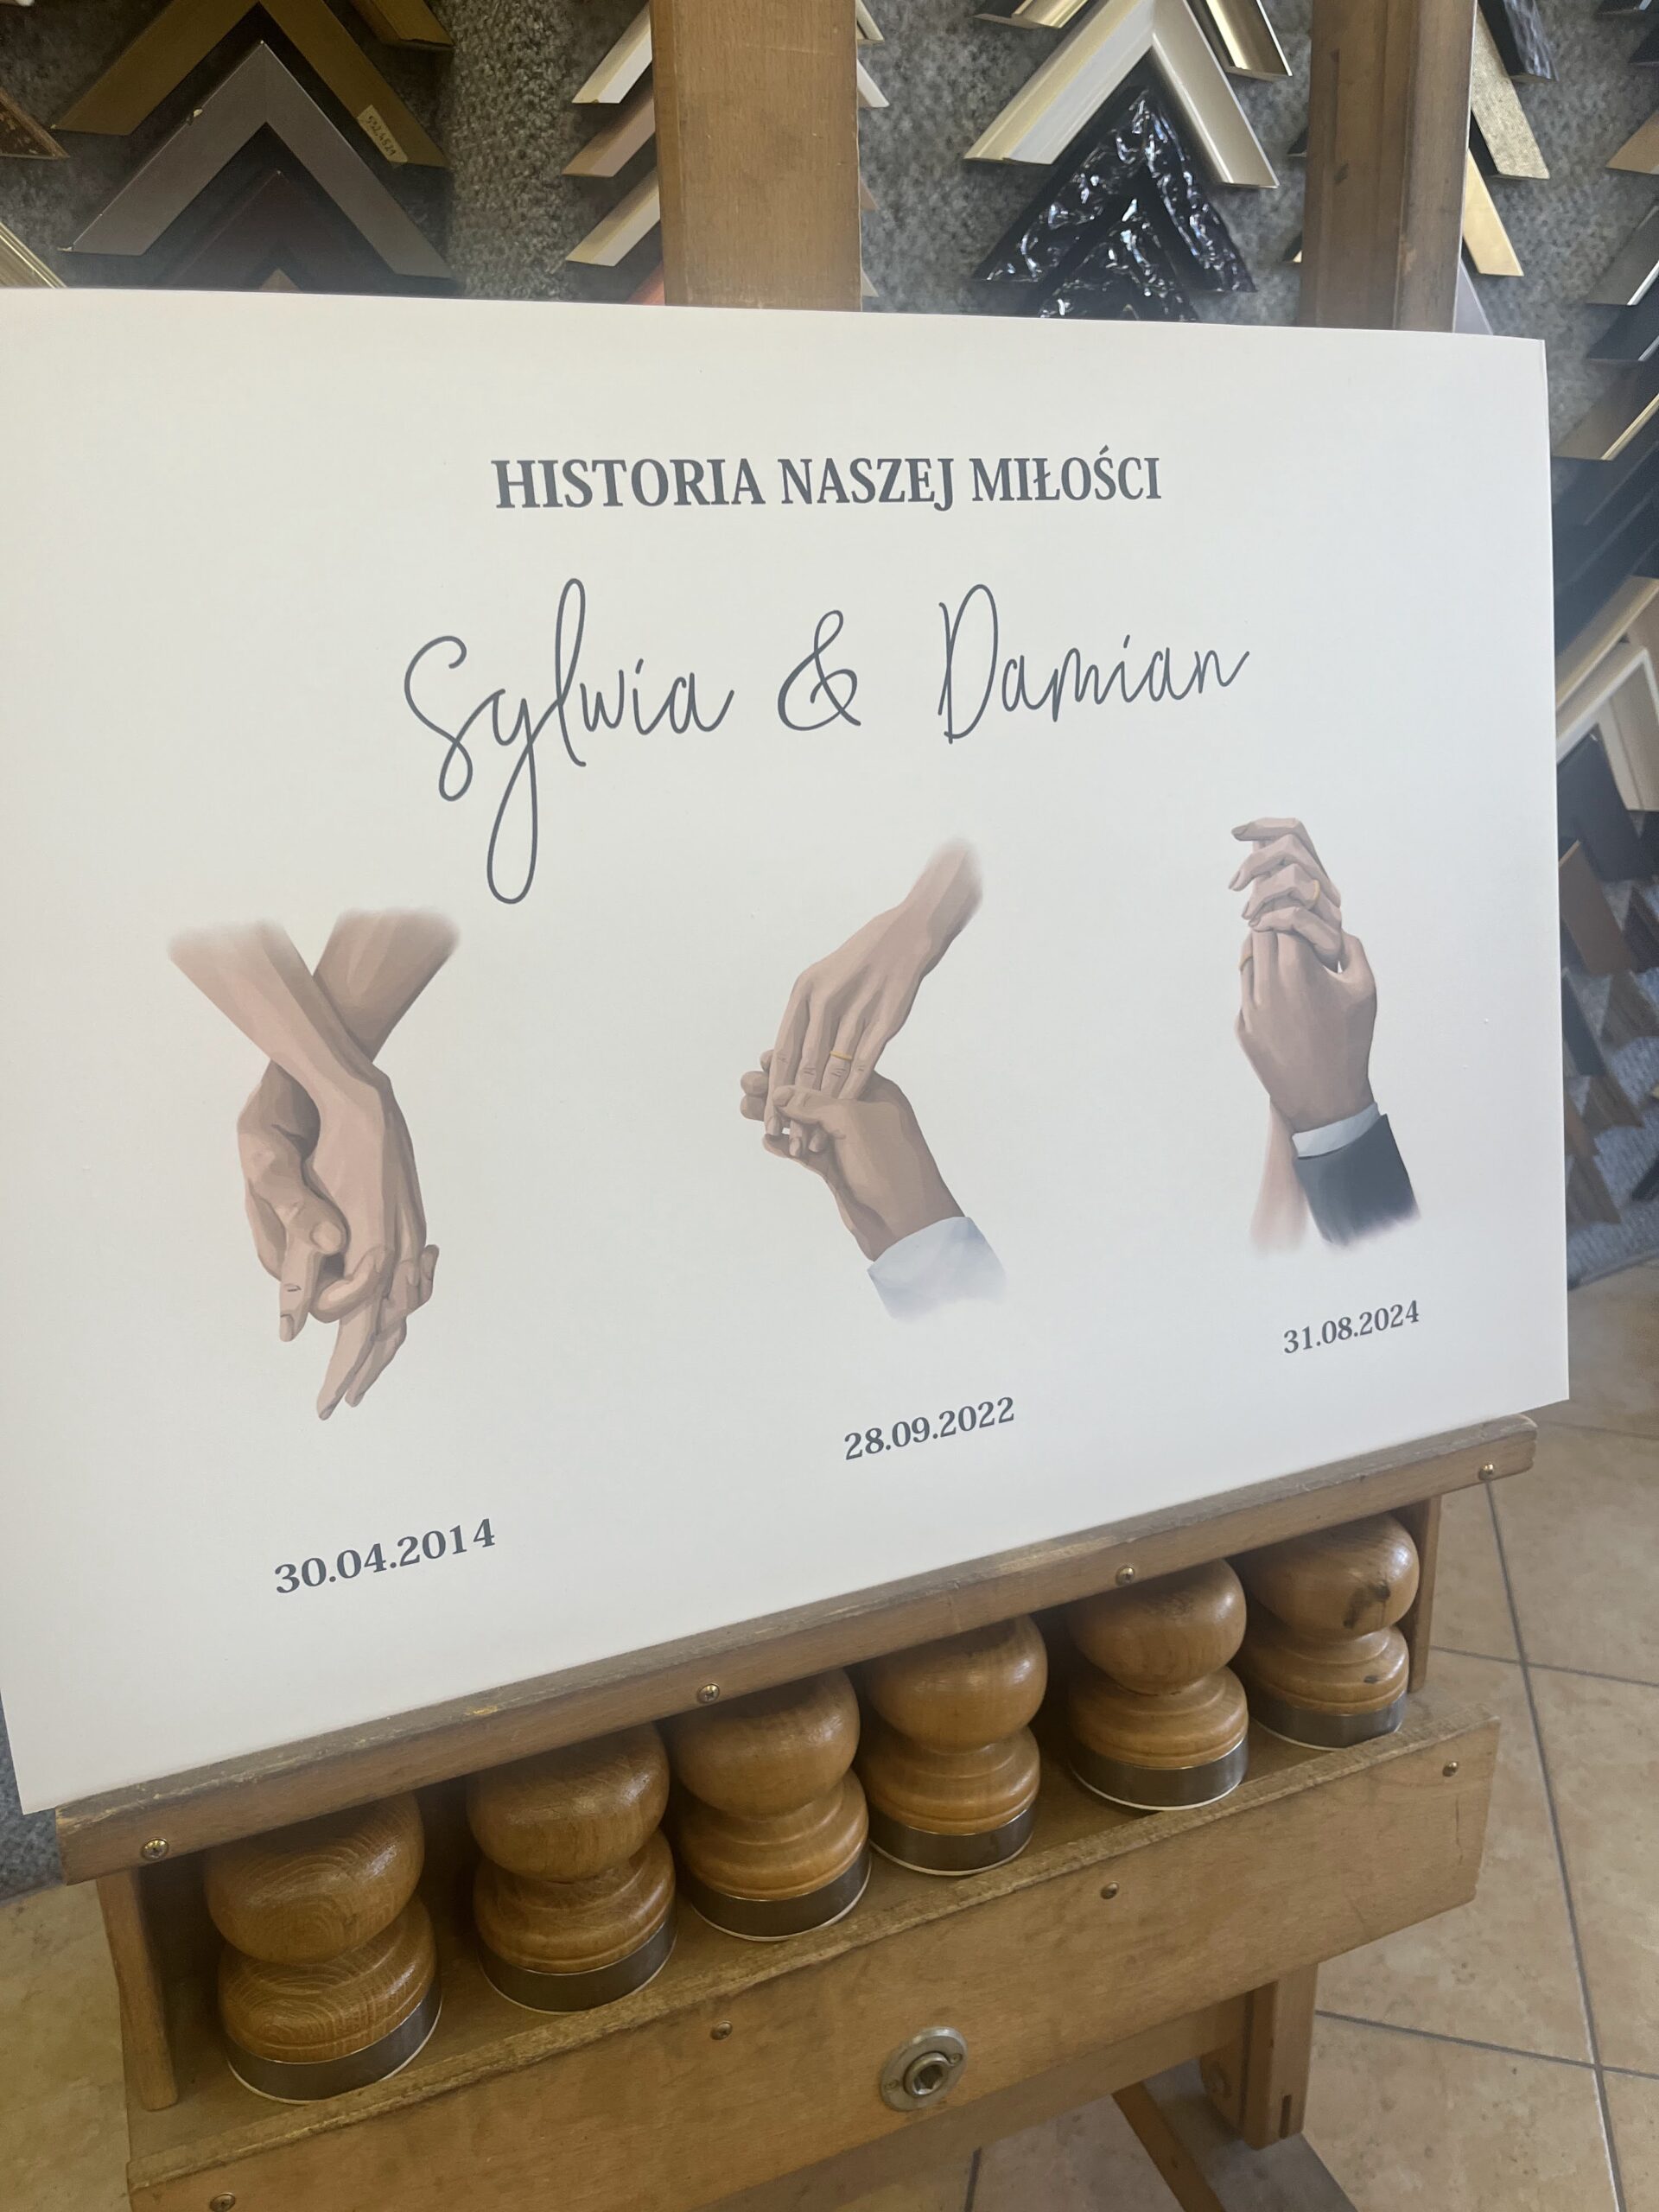 HISTORIA NASZEJ MIŁOŚCI
Sylwia & Damian
30.04.2014
28.09.2022
31.08.2024